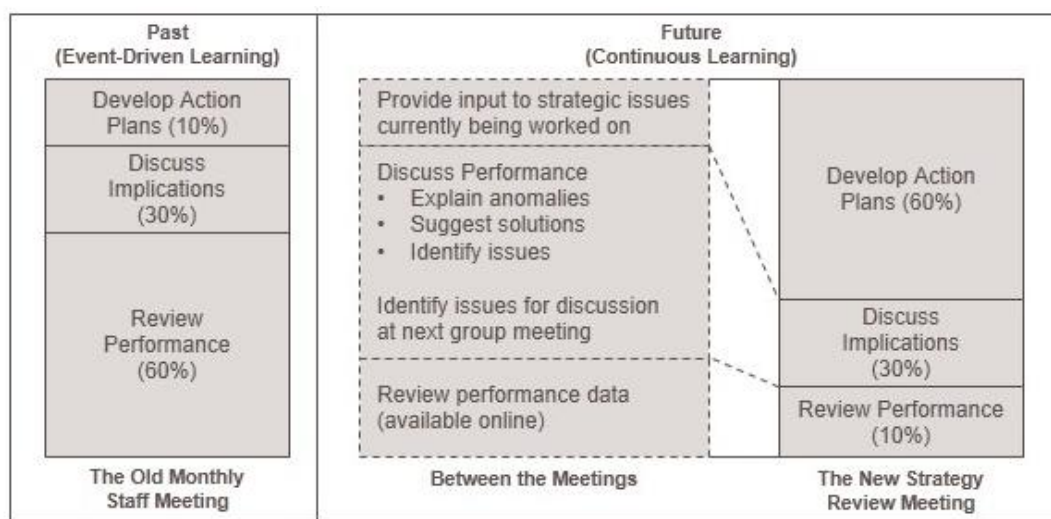 Past
(Event-Driven Learning)
Develop Action
Plans (10%)
Discuss
Implications
(30%)
Review
Performance
(60%)
The Old Monthly
Staff Meeting
Future
(Continuous Learning)
Provide input to strategic issues
currently being worked on
Discuss Performance
• Explain anomalies
• Suggest solutions
• Identify issues
Identify issues for discussion
at next group meeting
Review performance data
(available online)
Between the Meetings
Develop Action
Plans (60%)
Discuss
Implications
(30%)
Review Performance
(10%)
The New Strategy
Review Meeting